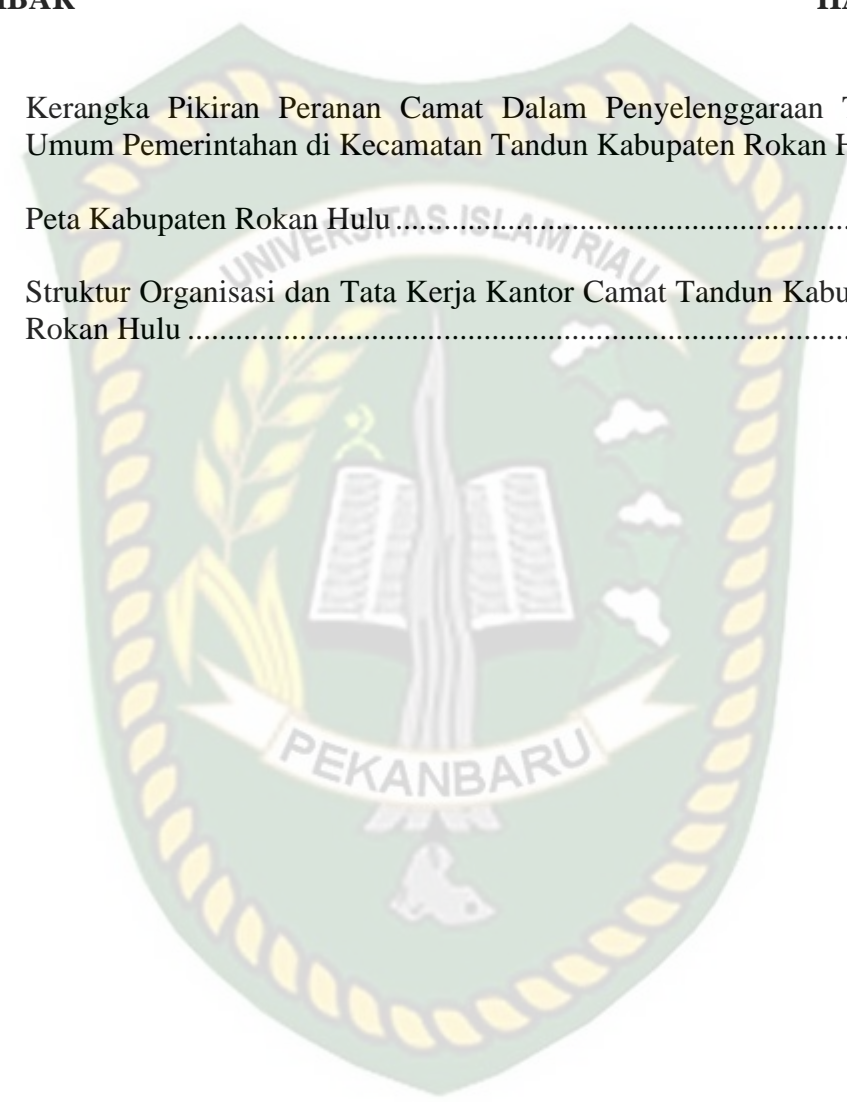 Kerangka Pikiran Peranan Camat Dalam Penyelenggaraan T
Umum Pemerintahan di Kecamatan Tandun Kabupaten Rokan H
Peta Kabupaten Rokan Hulu ........................................................
UNIVERSITAS ISLAM RIAU
Struktur Organisasi dan Tata Kerja Kantor Camat Tandun Kabu
Rokan Hulu ..................................................................................
PEKANBARU